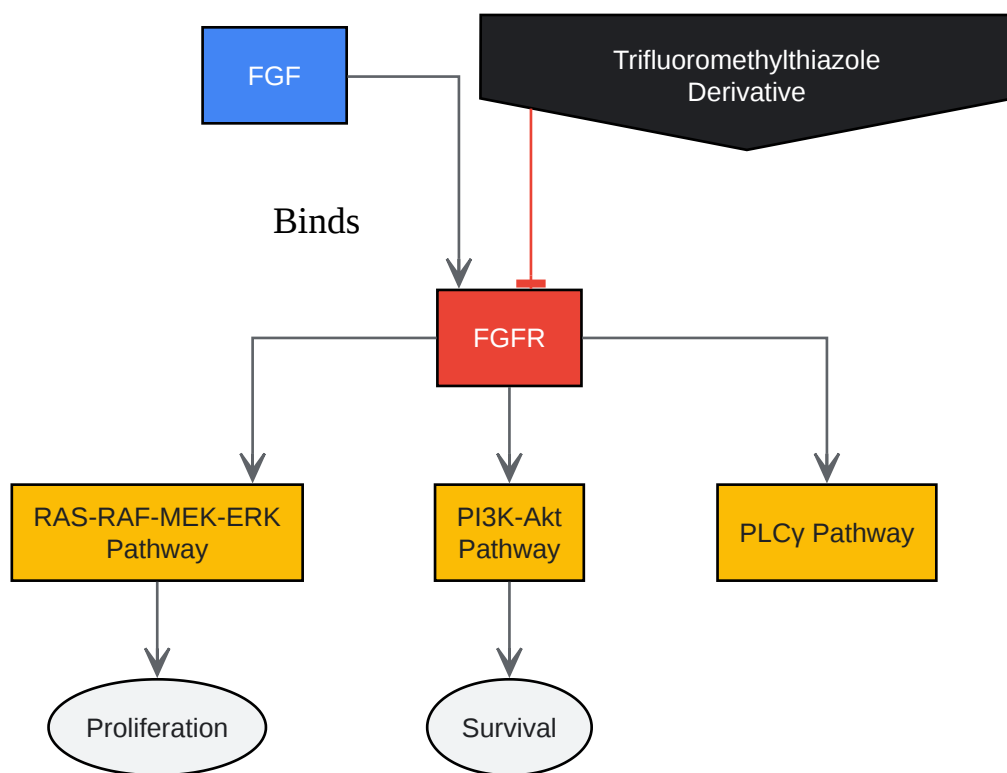 FGF
Trifluoromethylthiazole
Derivative
Binds
FGFR
RAS-RAF-MEK-ERK
Pathway
PI3K-Akt
Pathway
PLCγ Pathway
Proliferation
Survival